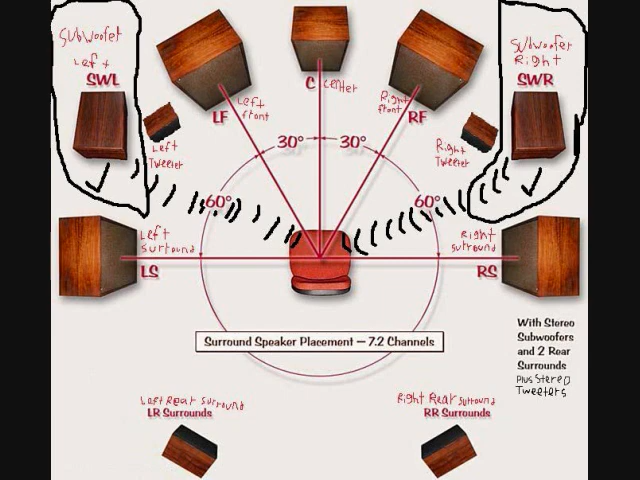 Subwoofer
Left
SWL
Subwoofer
Right
SWR
C
center
LF
Left
front
Right
front
RF
Left
Tweeter
Right
Tweeter
30°
30°
60°
60°
Left
surround
LS
Right
surround
RS
Surround Speaker Placement — 7.2 Channels
With Stereo
Subwoofers
and 2 Rear
Surrounds
Plus Stereo
Tweeters
Left Rear Surround
LR Surrounds
Right Rear Surround
RR Surrounds